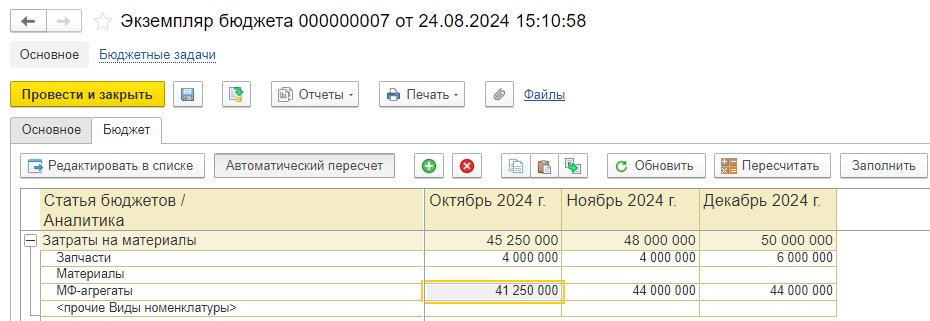 Экземпляр бюджета 000000007 от 24.08.2024 15:10:58
Основное Бюджетные задачи
Провести и закрыть Отчеты Печать Файлы
Основное Бюджет
Редактировать в списке Автоматический пересчет Обновить Пересчитать Заполнить
Статья бюджетов / Октябрь 2024 г. Ноябрь 2024 г. Декабрь 2024 г.
Аналитика
Затраты на материалы 45 250 000 48 000 000 50 000 000
Запчасти 4 000 000 4 000 000 6 000 000
Материалы
МФ-агрегаты 41 250 000 44 000 000 44 000 000
<прочие Виды номенклатуры>